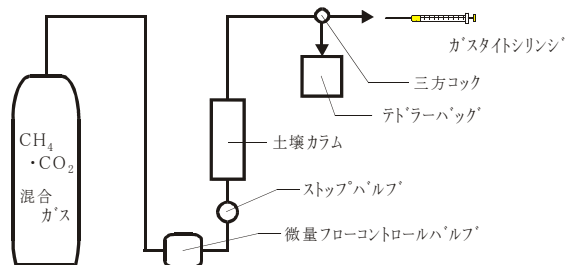 ガスタイトシリンジ
三方コック
テドラーバッグ
CH4
・CO2
混合
ガス
土壌カラム
ストップバルブ
微量フローコントロールバルブ